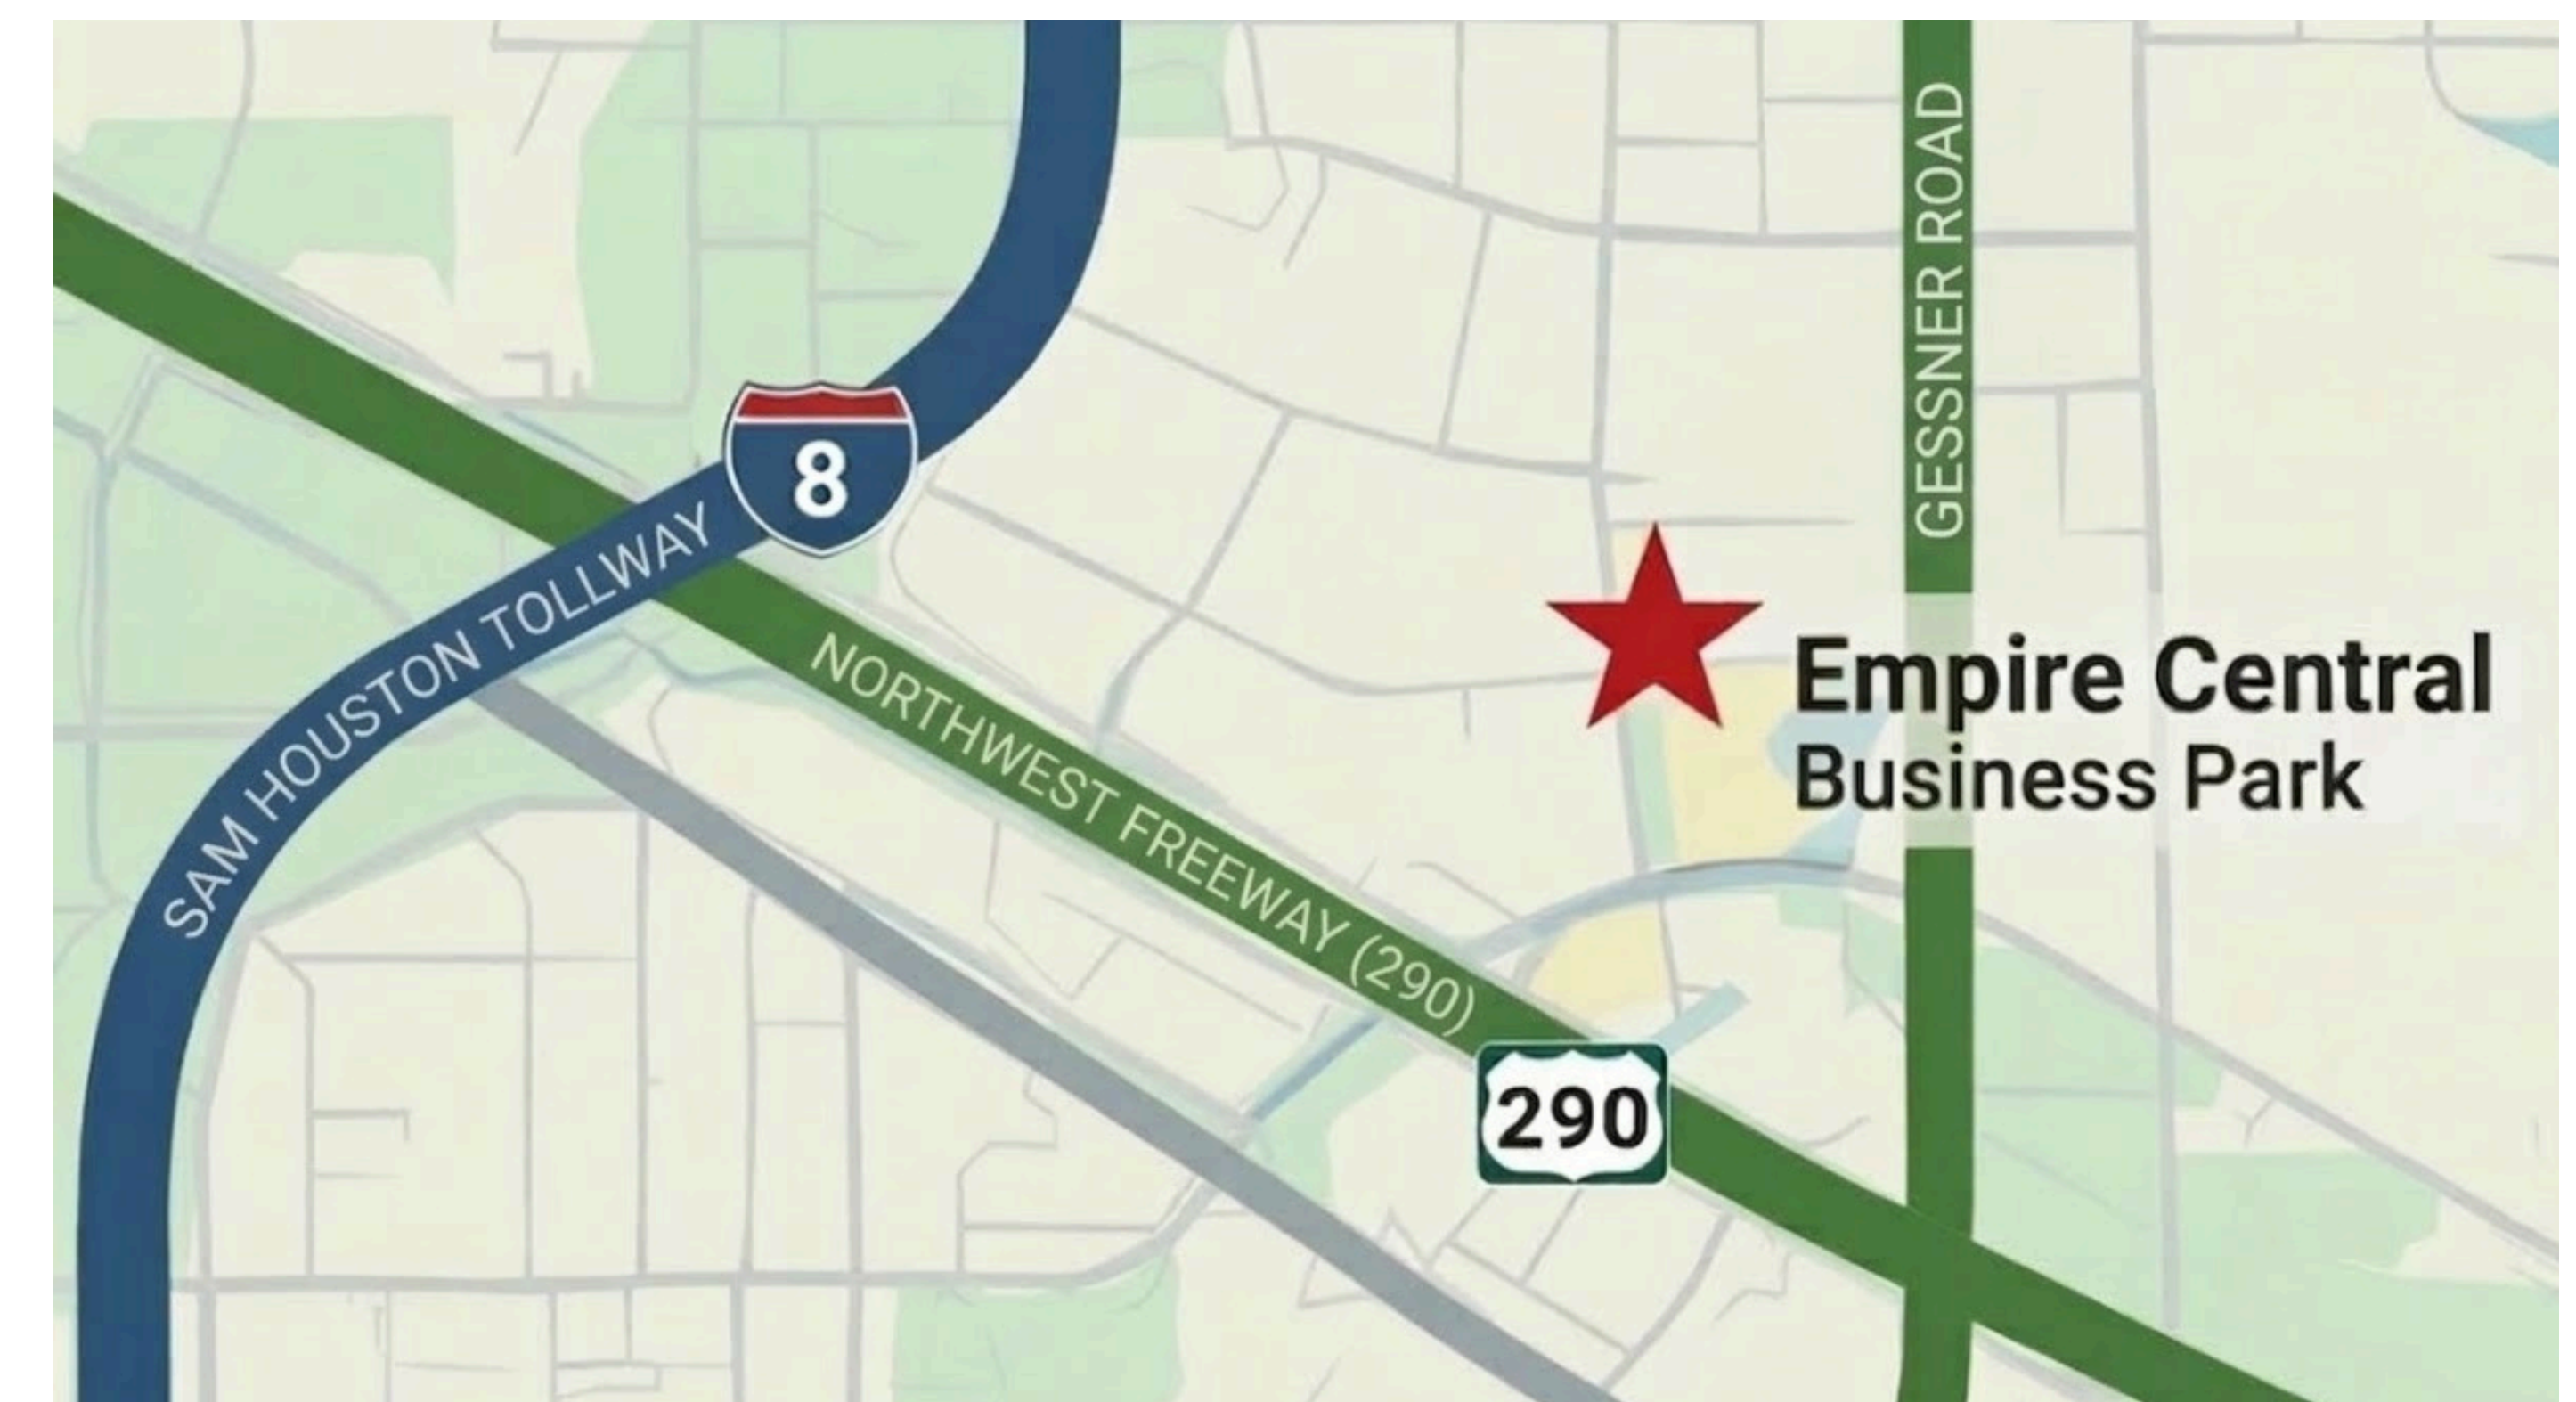 GESSNER ROAD
8
SAM HOUSTON TOLLWAY
NORTHWEST FREEWAY (290)
Empire Central
Business Park
290